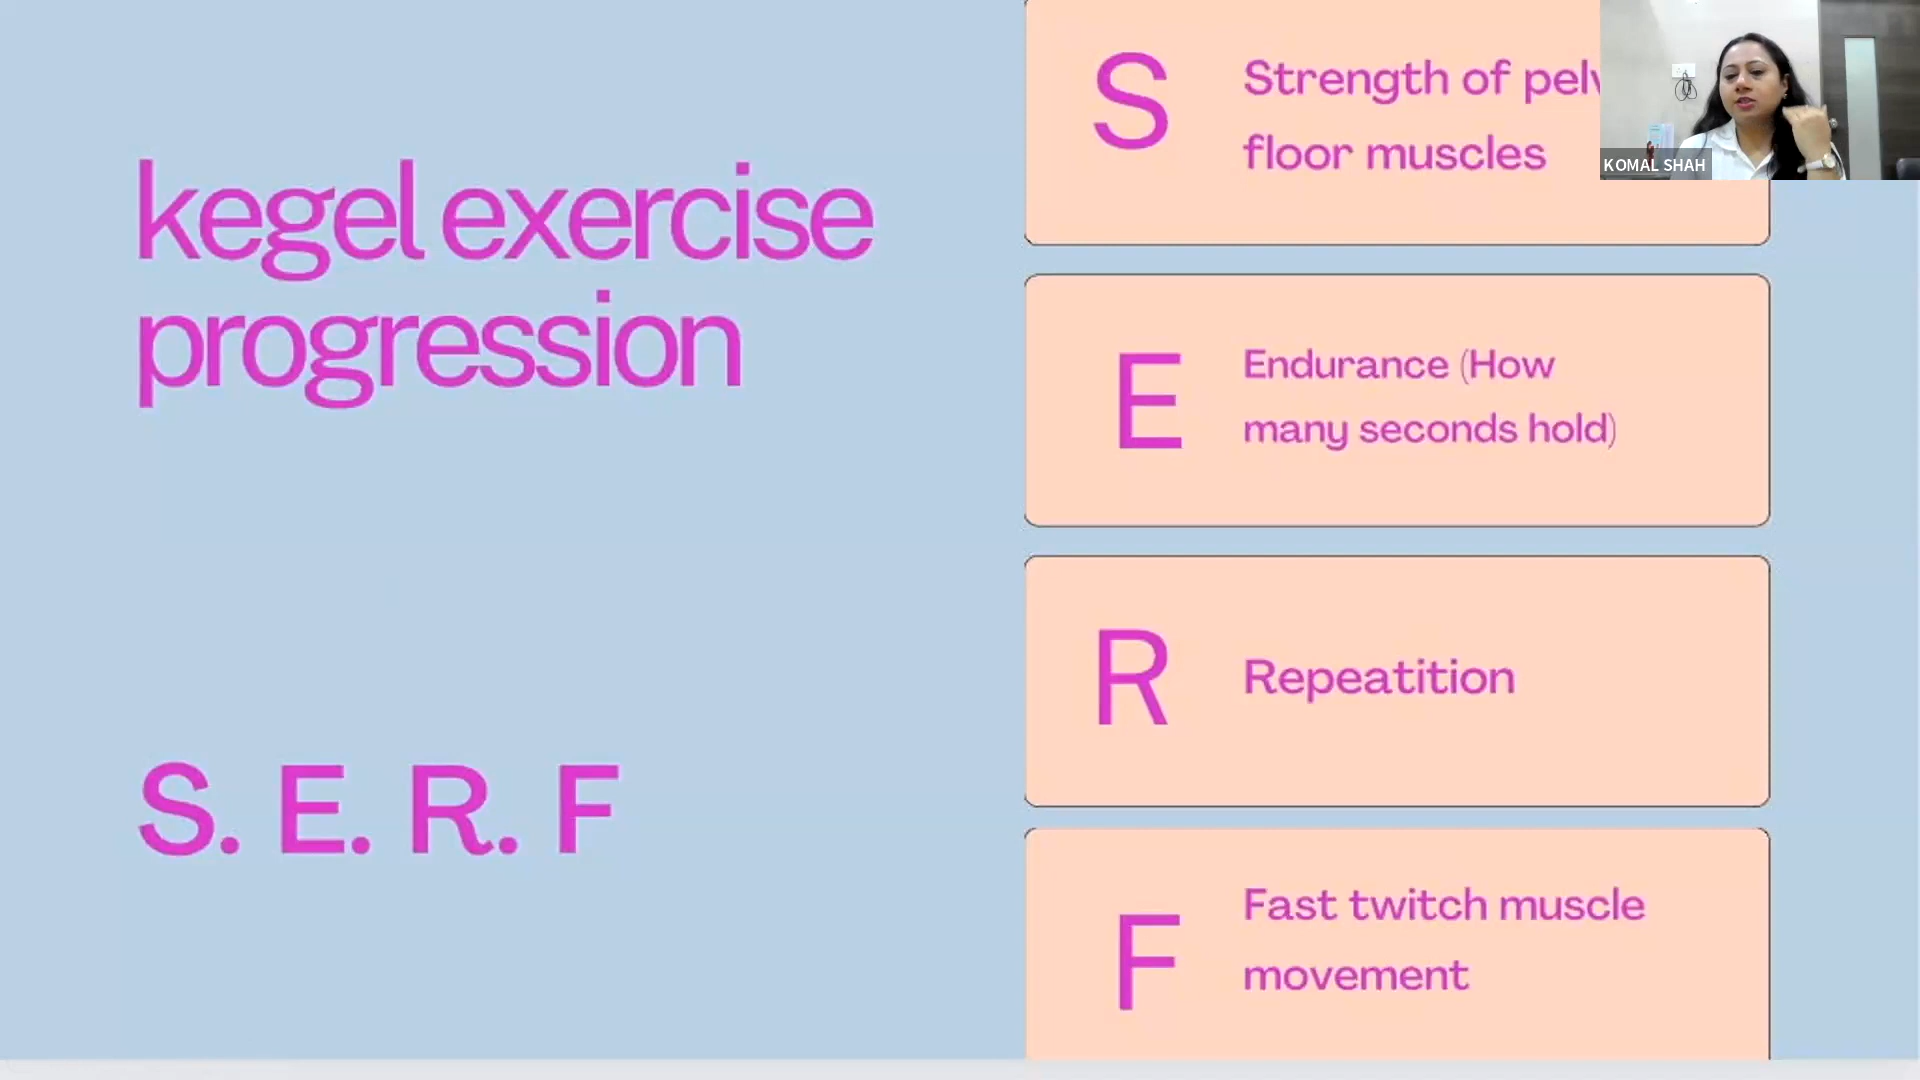 kegel exercise
progression
S. E. R. F
S
Strength of
floor muscles
E
Endurance (How
many seconds hold)
R
Repeatition
F
Fast twitch muscle
movement
KOMAL SHAH